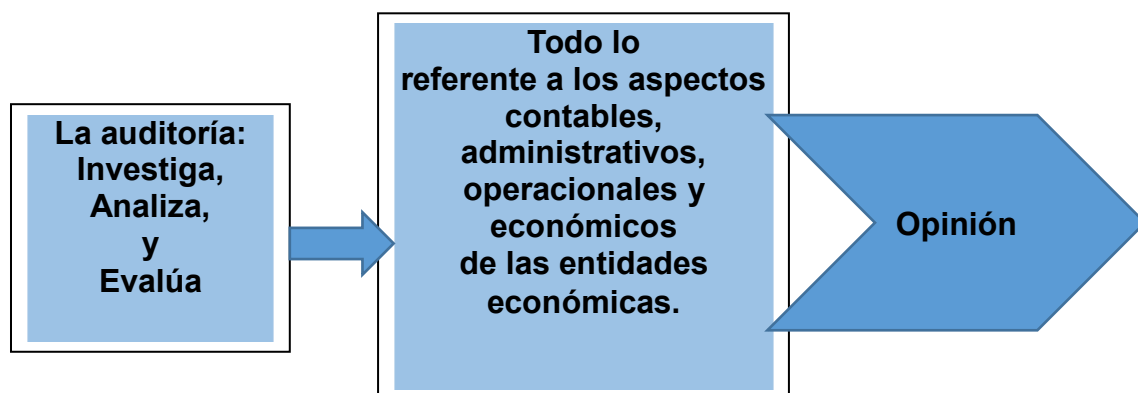 La auditoría:
Investiga,
Analiza,
y
Evalúa
Todo lo
referente a los aspectos
contables,
administrativos,
operacionales y
económicos
de las entidades
económicas.
Opinión